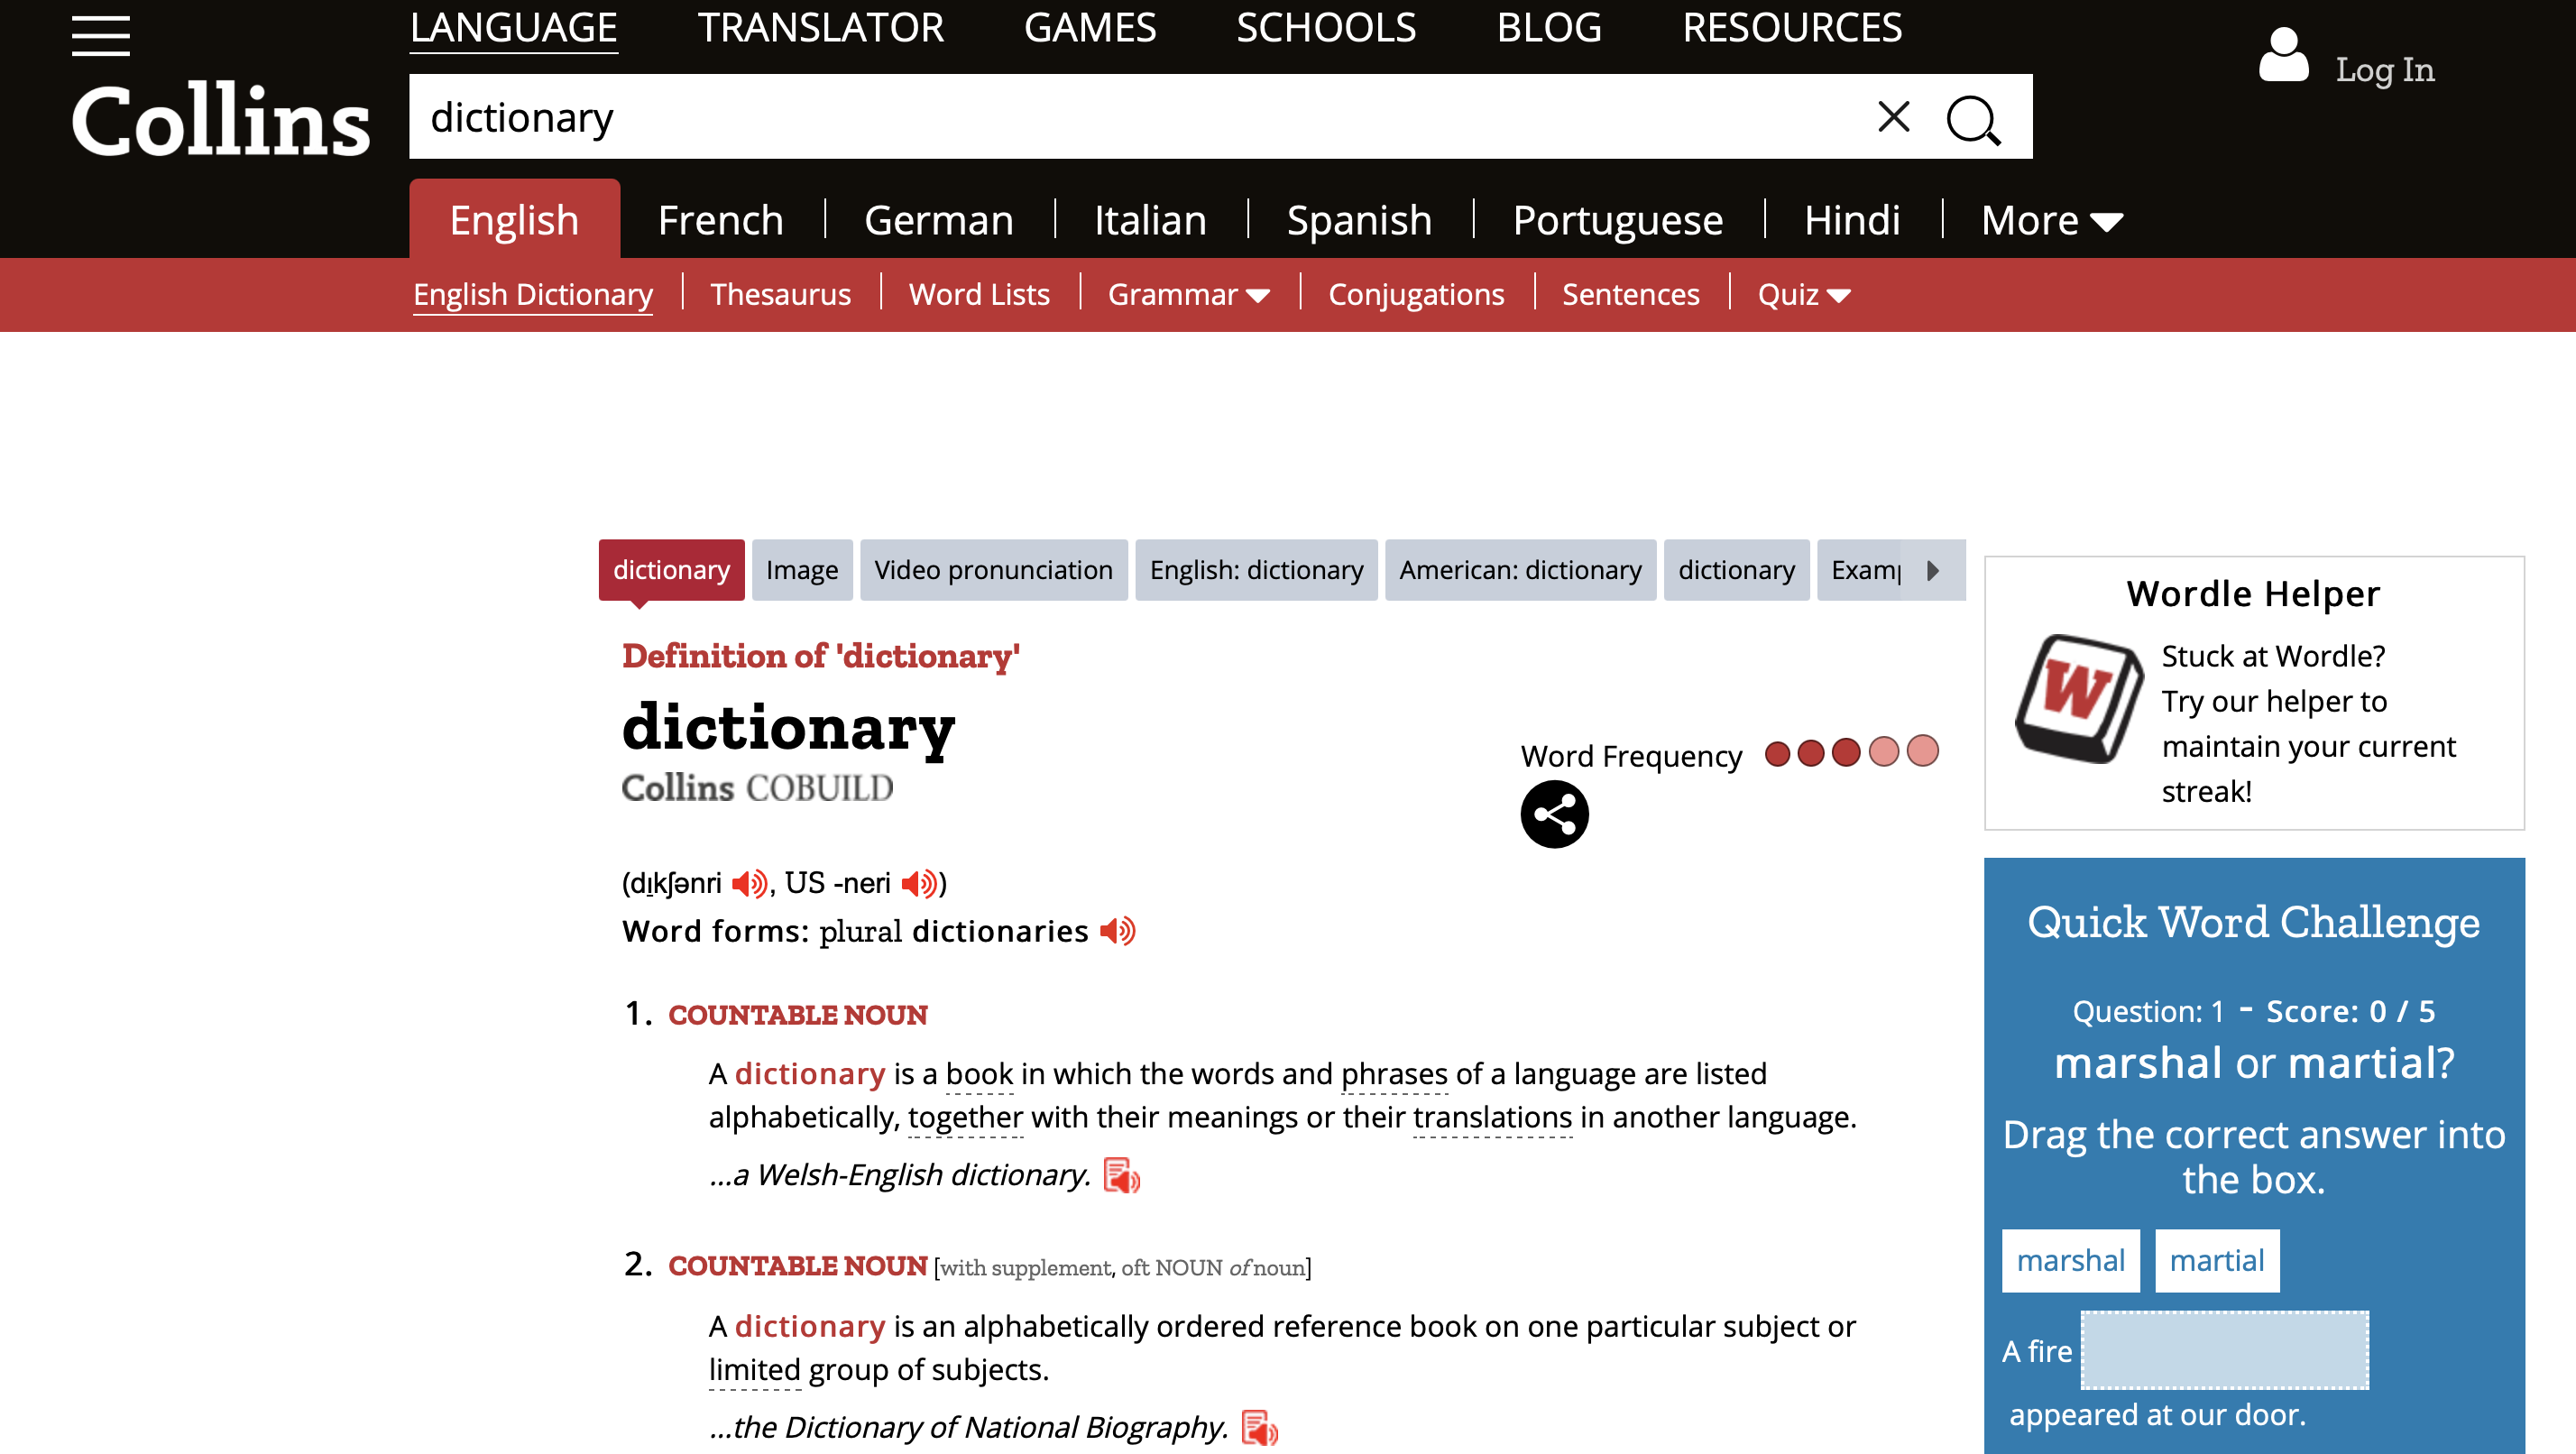 LANGUAGE TRANSLATOR GAMES SCHOOLS BLOG RESOURCES
Log In
Collins
dictionary
English French German Italian Spanish Portuguese Hindi More
English Dictionary Thesaurus Word Lists Grammar Conjugations Sentences Quiz
dictionary Image Video pronunciation English: dictionary American: dictionary dictionary
Definition of 'dictionary'
dictionary
Collins COBUILD
Word Frequency
(dɪkʃənri , US -neri )
Word forms: plural dictionaries
1. COUNTABLE NOUN
A dictionary is a book in which the words and phrases of a language are listed
alphabetically, together with their meanings or their translations in another language.
...a Welsh-English dictionary.
2. COUNTABLE NOUN [with supplement, oft NOUN of noun]
A dictionary is an alphabetically ordered reference book on one particular subject or
limited group of subjects.
...the Dictionary of National Biography.
Wordle Helper
W
Stuck at Wordle?
Try our helper to
maintain your current
streak!
Quick Word Challenge
Question: 1 - Score: 0 / 5
marshal or martial?
Drag the correct answer into
the box.
marshal martial
A fire
appeared at our door.